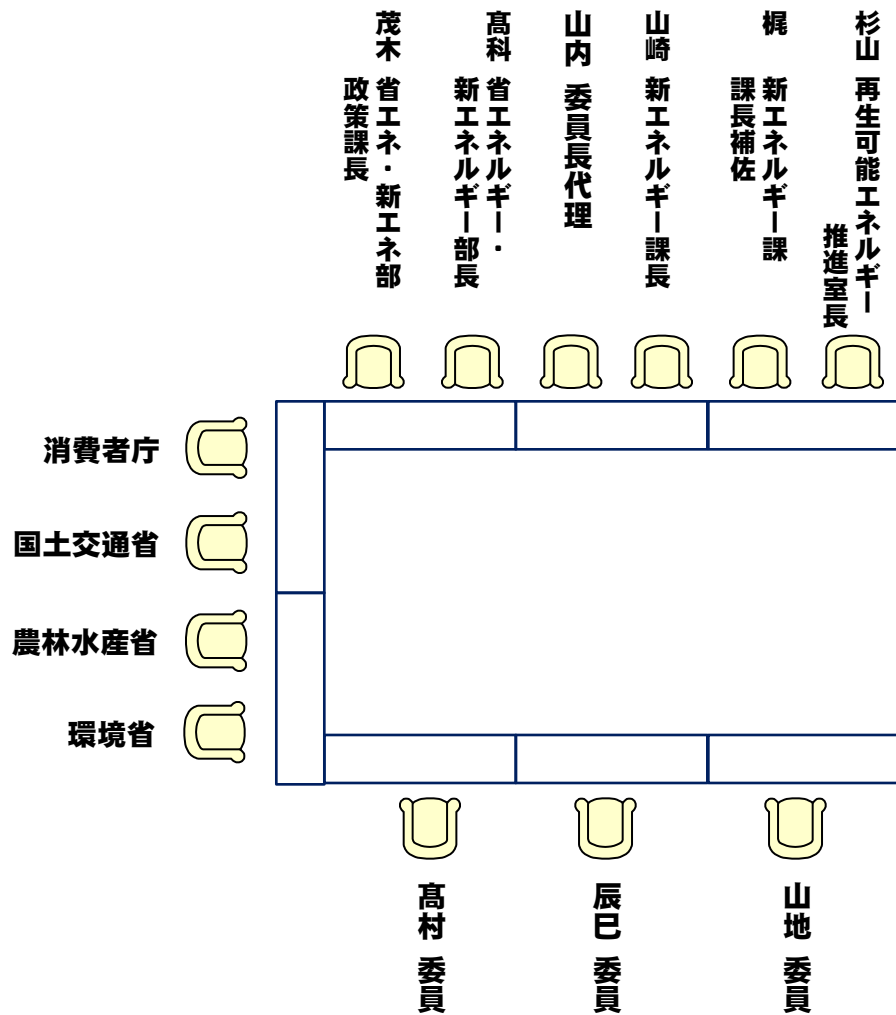 茂木 省エネ・新エネ部
政策課長
髙科 省エネルギー・
新エネルギー部長
山内 委員長代理
山崎 新エネルギー課長
梶 新エネルギー課
課長補佐
杉山 再生可能エネルギー
推進室長
消費者庁
国土交通省
農林水産省
環境省
髙村 委員
辰巳 委員
山地 委員